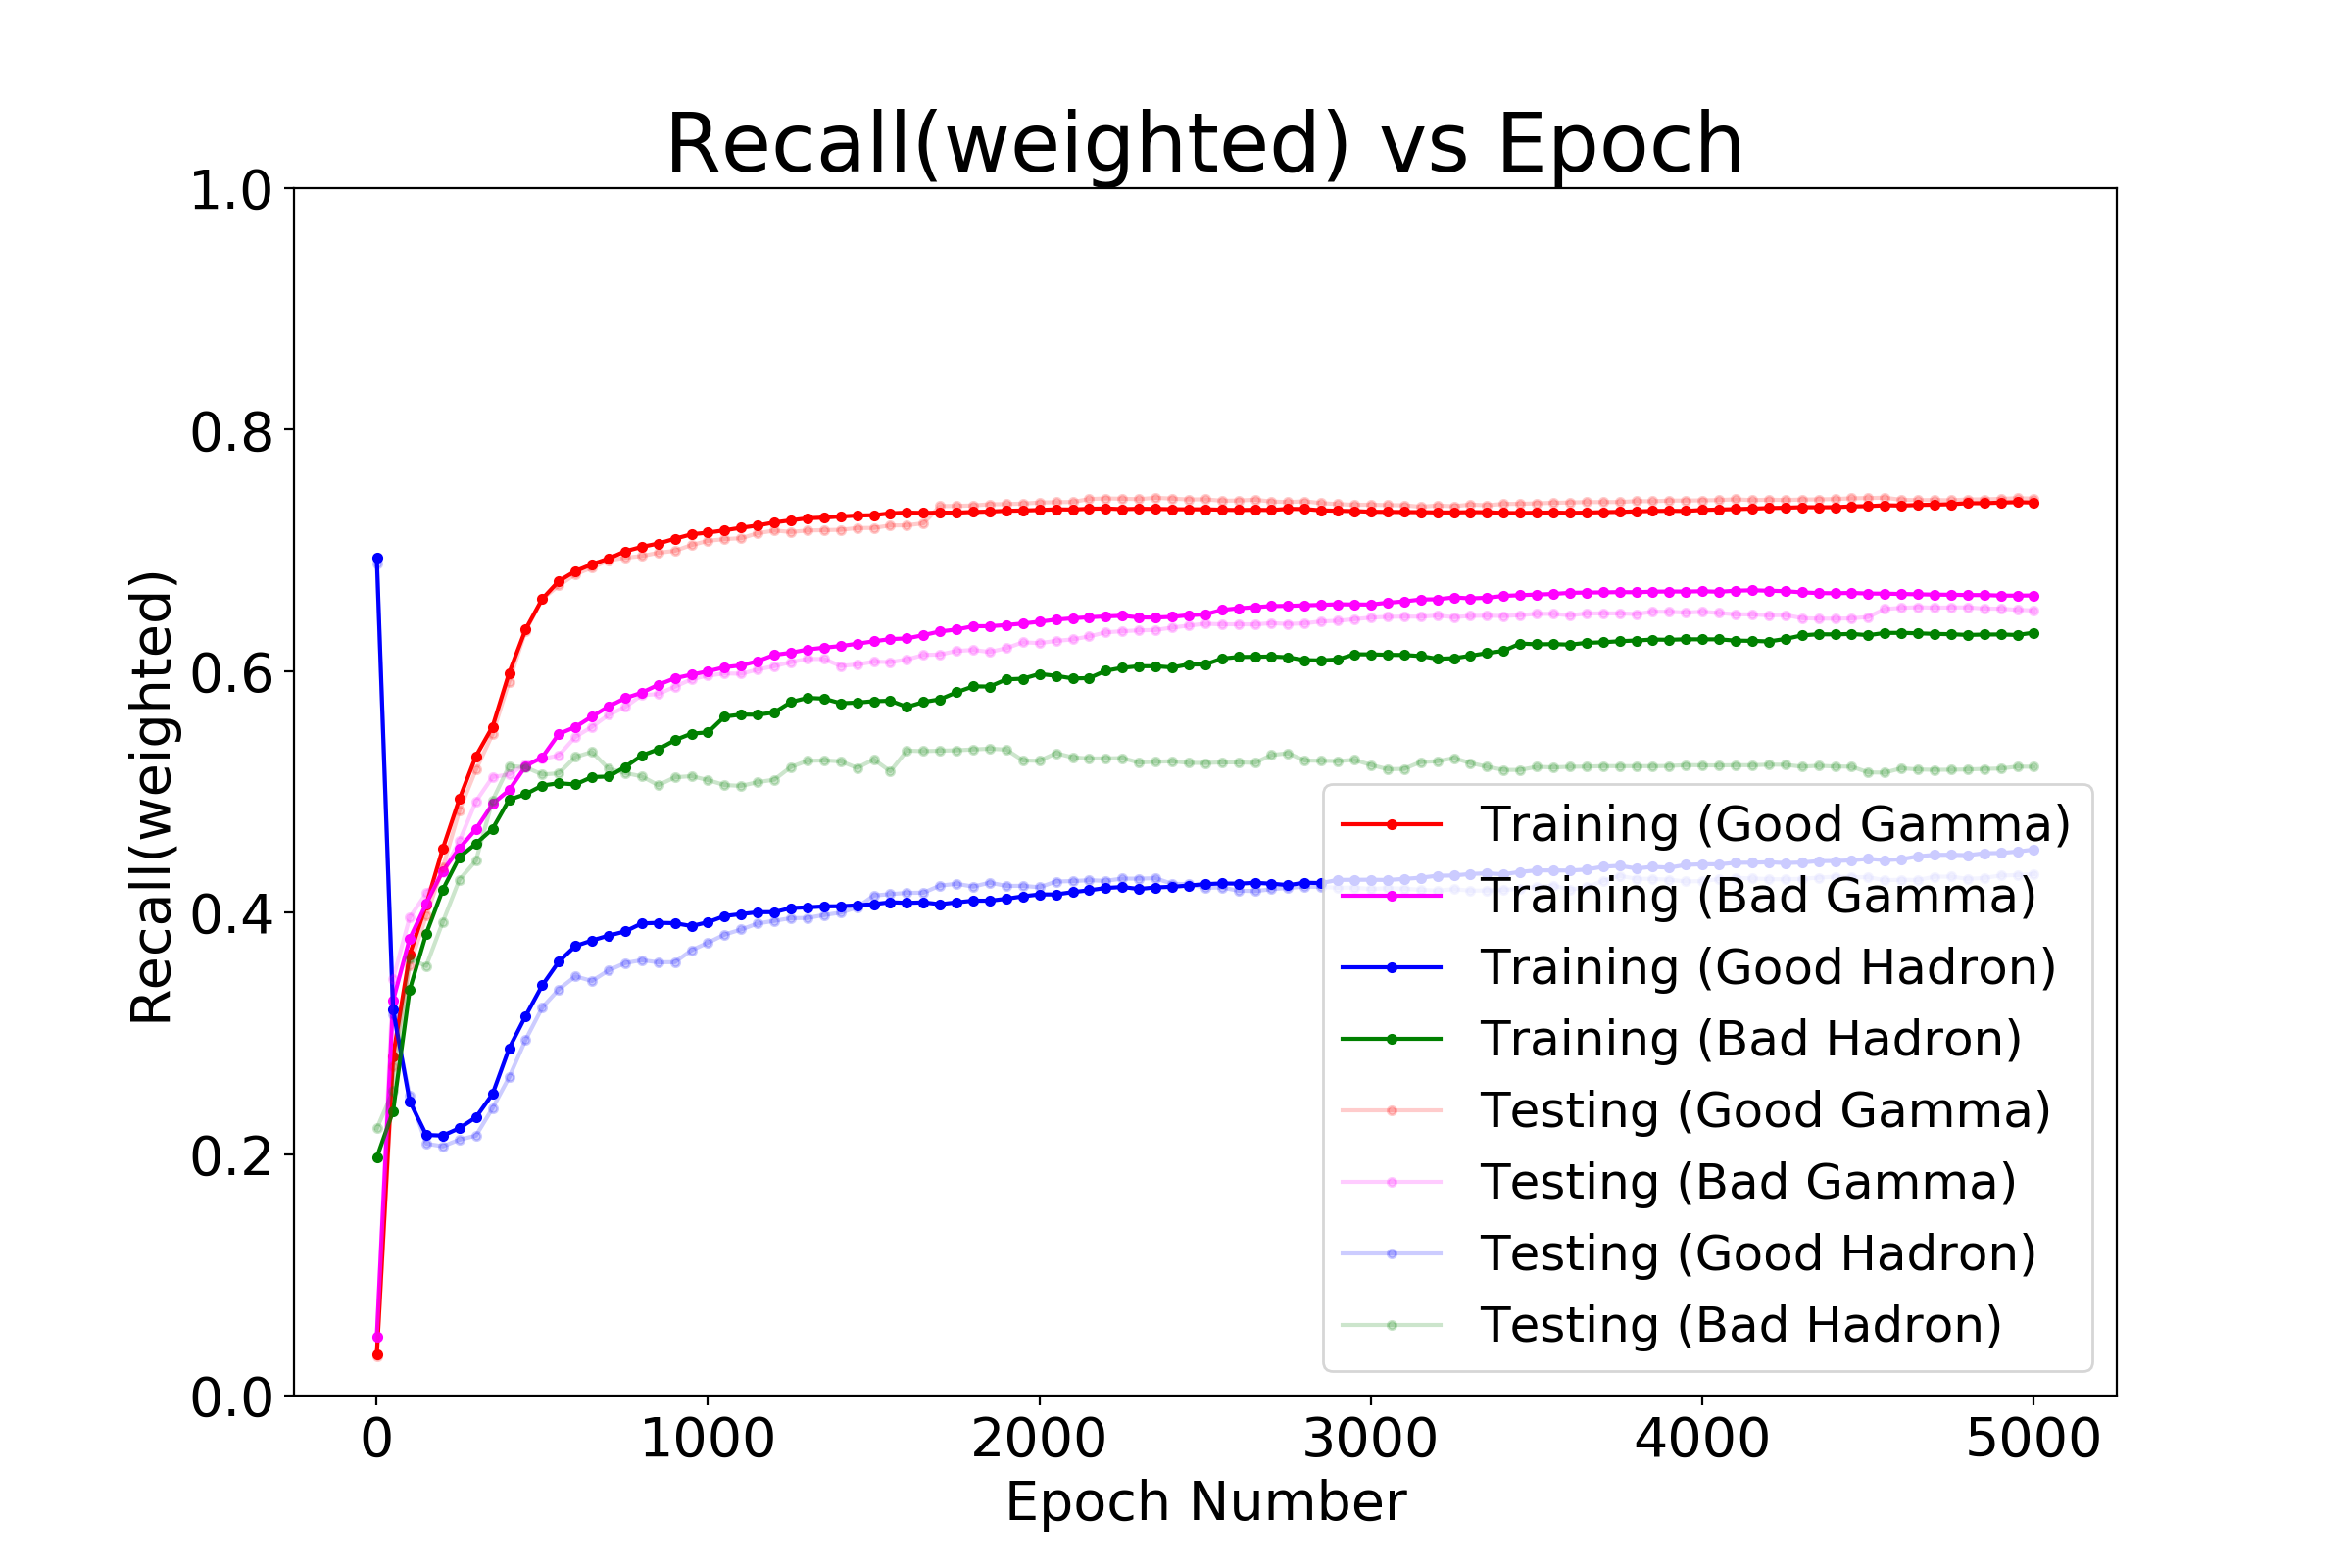 Recall(weighted) vs Epoch
Recall(weighted)
1.0
0.8
0.6
0.4
0.2
0.0
0 1000 2000 3000 4000 5000
Epoch Number
Training (Good Gamma)
Training (Bad Gamma)
Training (Good Hadron)
Training (Bad Hadron)
Testing (Good Gamma)
Testing (Bad Gamma)
Testing (Good Hadron)
Testing (Bad Hadron)